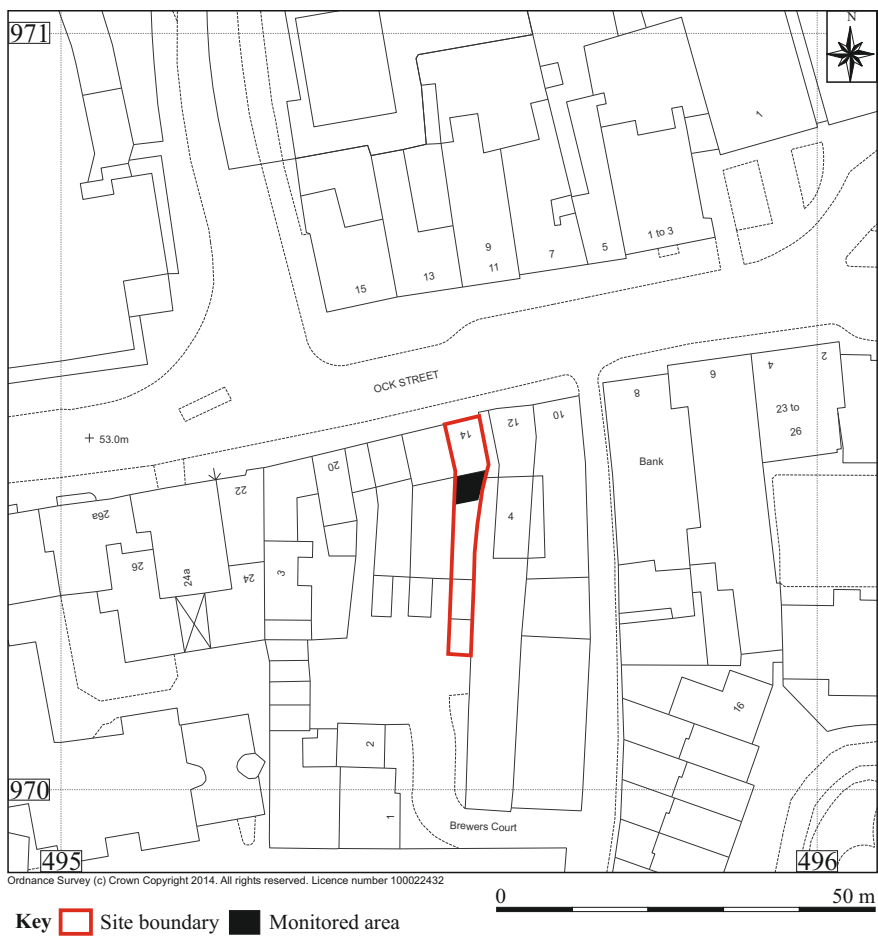 971
N
1
1 to 3
5
7
9
11
13
15
OCK STREET
53.0m
2
4
6
8
10
12
14
20
22
23 to
26
Bank
4
26a
26
24a
24
3
16
2
1
970
Brewers Court
495
496
Ordnance Survey (c) Crown Copyright 2014. All rights reserved. Licence number 100022432
0
50 m
Key
Site boundary
Monitored area